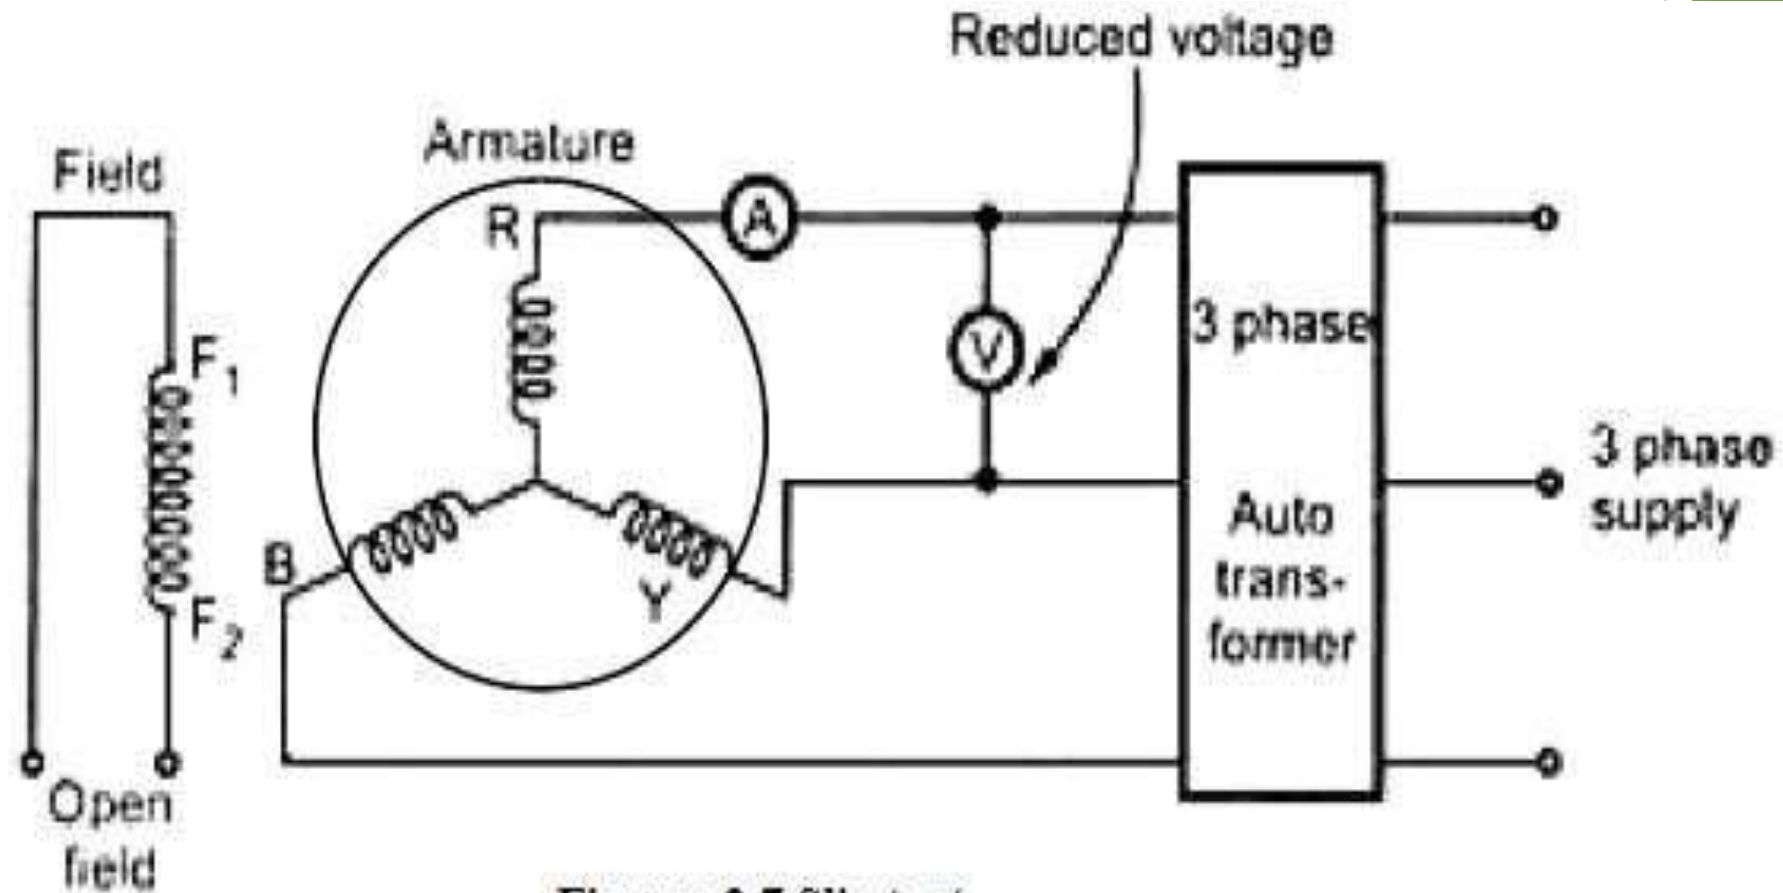 Reduced voltage
Armature
Field
R
A
3 phase
F1
V
3 phase
supply
Auto
trans-
former
B
Y
F2
Open
field